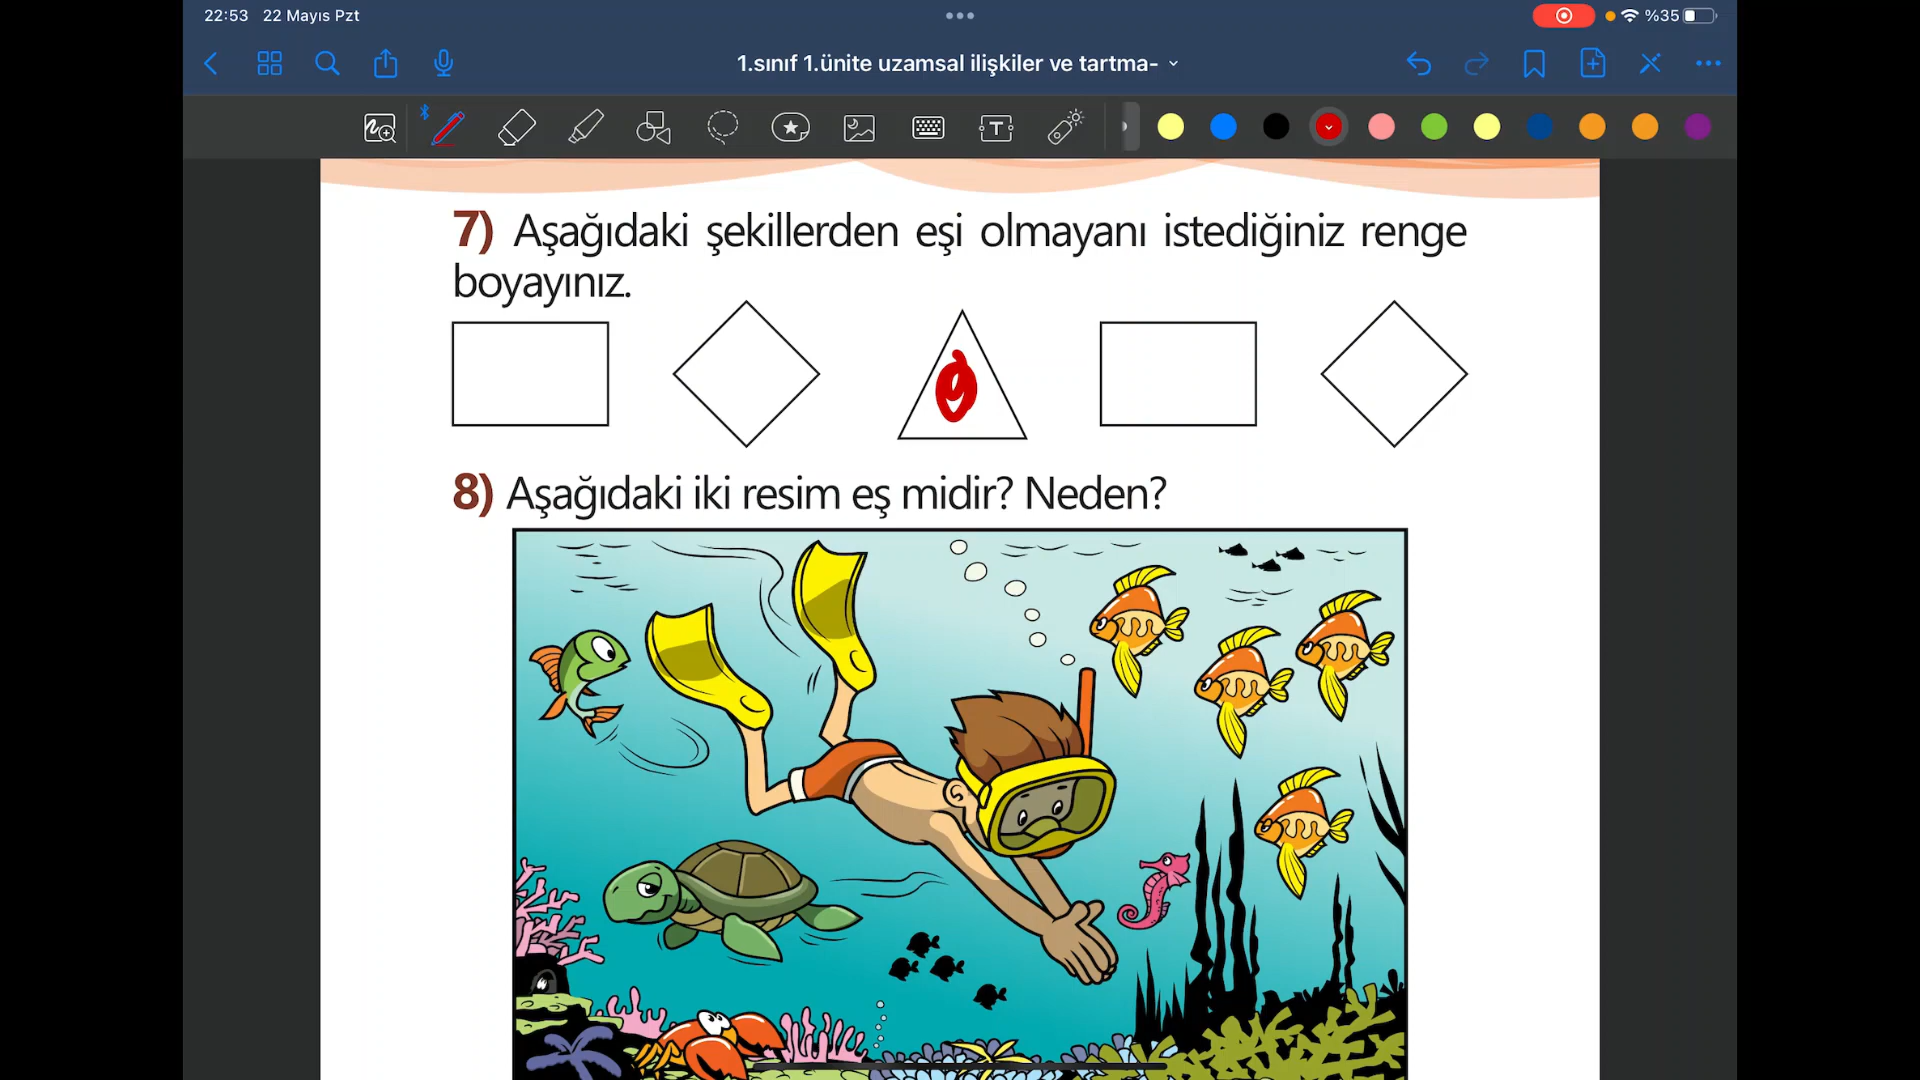 22:53 22 Mayıs Pzt
%35
1.sınıf 1.ünite uzamsal ilişkiler ve tartma-
7) Aşağıdaki şekillerden eşi olmayanı istediğiniz renge
boyayınız.
8) Aşağıdaki iki resim eş midir? Neden?